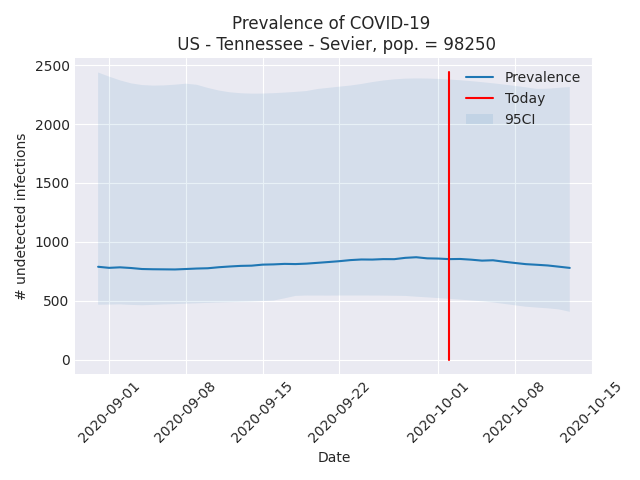 Prevalence of COVID-19
US - Tennessee - Sevier, pop. = 98250
# undetected infections
2500
2000
1500
1000
500
0
Prevalence
Today
95CI
2020-09-01
2020-09-08
2020-09-15
2020-09-22
2020-10-01
2020-10-08
2020-10-15
Date